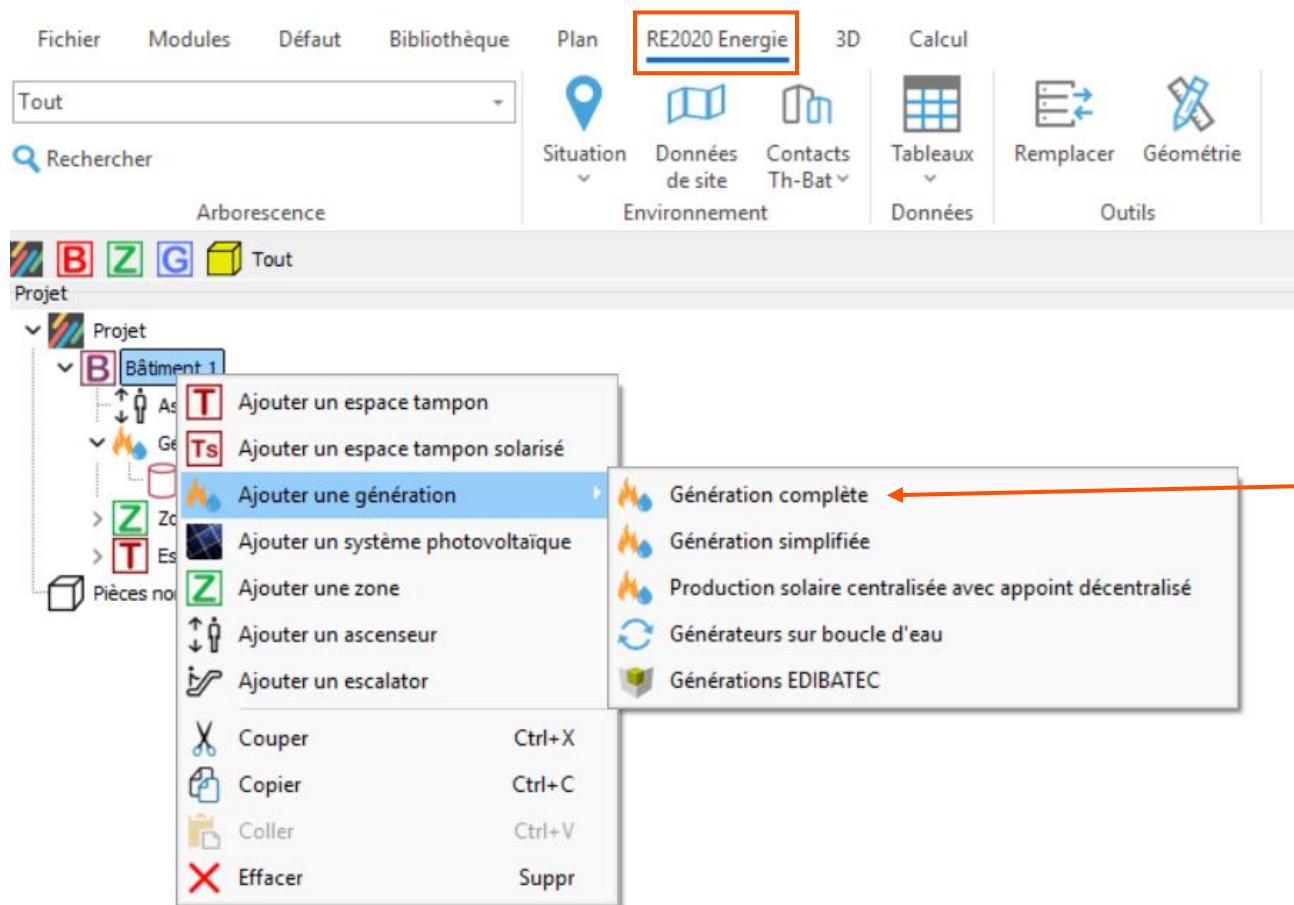 Fichier Modules Défaut Bibliothèque Plan RE2020 Energie 3D Calcul
Tout
Rechercher
Situation
Données de site
Contacts Th-Bat
Tableaux
Remplacer
Géométrie
Arborescence Environnement Données Outils
B Z G Tout
Projet
Projet
B Bâtiment 1
As
Gé
Z Zo
T Es
Pièces no
T Ajouter un espace tampon
Ts Ajouter un espace tampon solarisé
Ajouter une génération
Ajouter un système photovoltaïque
Z Ajouter une zone
Ajouter un ascenseur
Ajouter un escalator
Couper Ctrl+X
Copier Ctrl+C
Coller Ctrl+V
Effacer Suppr
Génération complète
Génération simplifiée
Production solaire centralisée avec appoint décentralisé
Générateurs sur boucle d'eau
Générations EDIBATEC